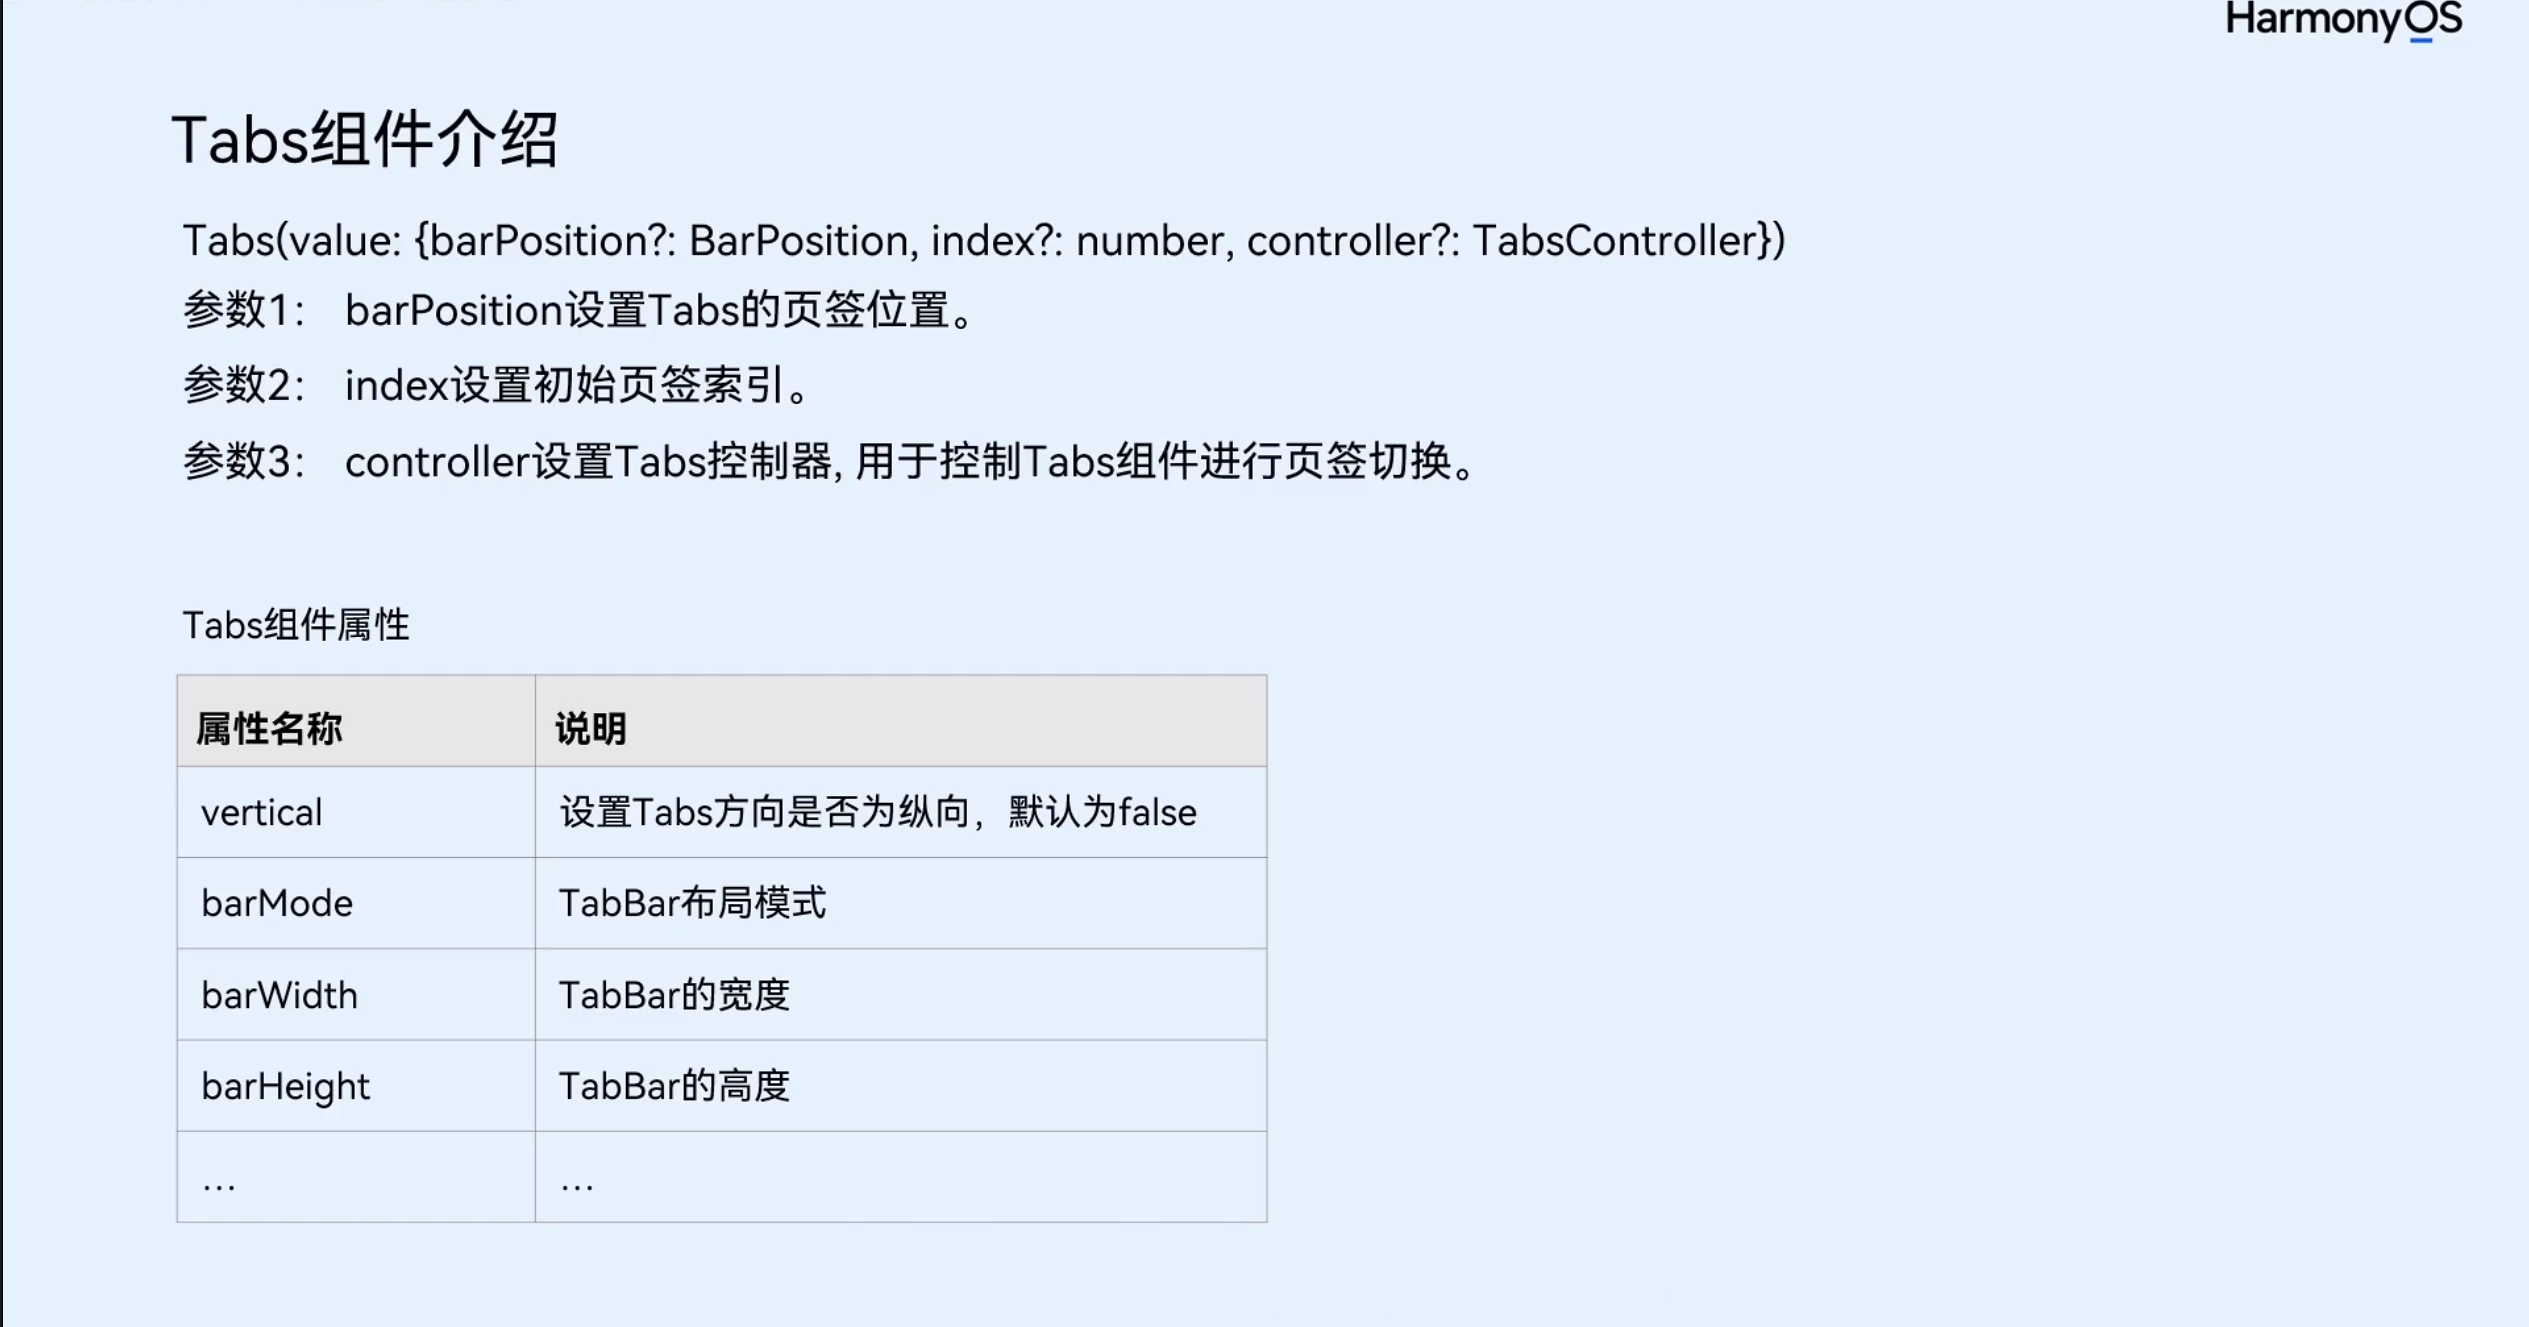 HarmonyOS
Tabs组件介绍
Tabs(value: {barPosition?: BarPosition, index?: number, controller?: TabsController})
参数1： barPosition设置Tabs的页签位置。
参数2： index设置初始页签索引。
参数3： controller设置Tabs控制器, 用于控制Tabs组件进行页签切换。
Tabs组件属性
属性名称 说明
vertical 设置Tabs方向是否为纵向，默认为false
barMode TabBar布局模式
barWidth TabBar的宽度
barHeight TabBar的高度
... ...